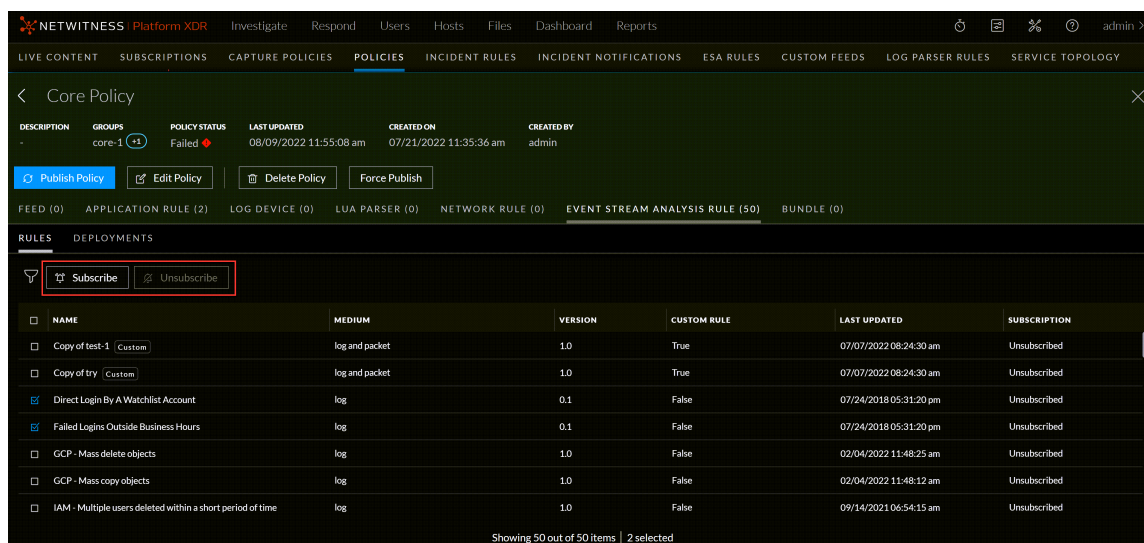 NETWITNESS Platform XDR Investigate Respond Users Hosts Files Dashboard Reports admin
LIVE CONTENT SUBSCRIPTIONS CAPTURE POLICIES POLICIES INCIDENT RULES INCIDENT NOTIFICATIONS ESA RULES CUSTOM FEEDS LOG PARSER RULES SERVICE TOPOLOGY
Core Policy
DESCRIPTION GROUPS POLICY STATUS LAST UPDATED CREATED ON CREATED BY
- core-1 +1 Failed 08/09/2022 11:55:08 am 07/21/2022 11:35:36 am admin
Publish Policy Edit Policy Delete Policy Force Publish
FEED (0) APPLICATION RULE (2) LOG DEVICE (0) LUA PARSER (0) NETWORK RULE (0) EVENT STREAM ANALYSIS RULE (50) BUNDLE (0)
RULES DEPLOYMENTS
Subscribe Unsubscribe
NAME MEDIUM VERSION CUSTOM RULE LAST UPDATED SUBSCRIPTION
Copy of test-1 Custom log and packet 1.0 True 07/07/2022 08:24:30 am Unsubscribed
Copy of try Custom log and packet 1.0 True 07/07/2022 08:24:30 am Unsubscribed
Direct Login By A Watchlist Account log 0.1 False 07/24/2018 05:31:20 pm Unsubscribed
Failed Logins Outside Business Hours log 0.1 False 07/24/2018 05:31:20 pm Unsubscribed
GCP - Mass delete objects log 1.0 False 02/04/2022 11:48:25 am Unsubscribed
GCP - Mass copy objects log 1.0 False 02/04/2022 11:48:12 am Unsubscribed
IAM - Multiple users deleted within a short period of time log 1.0 False 09/14/2021 06:54:15 am Unsubscribed
Showing 50 out of 50 items | 2 selected